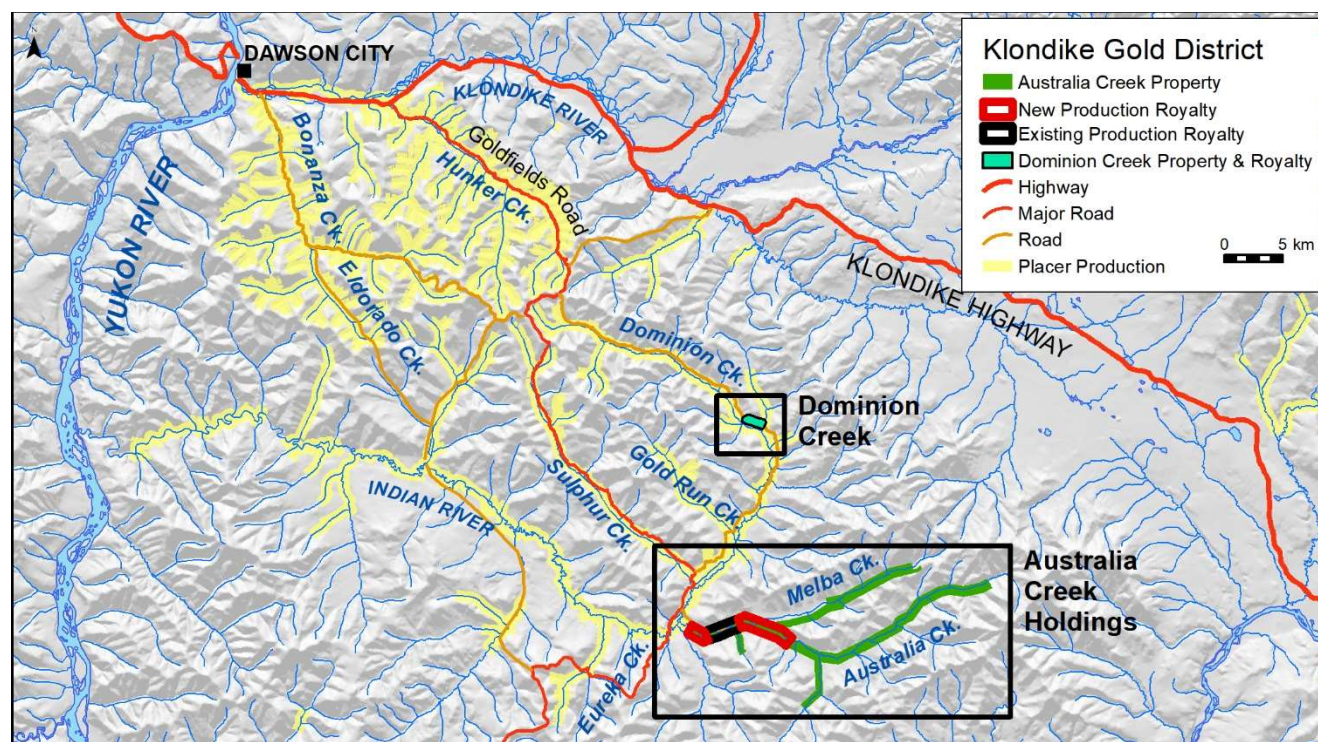 N
DAWSON CITY
KLONDIKE RIVER
Bonanza Ck.
Goldfields Road
Hunker Ck.
YUKON RIVER
Eldolado Ck.
KLONDIKE HIGHWAY
Dominion Ck.
Dominion
Creek
Gold Run Ck.
Sulphur Ck.
INDIAN RIVER
Melba Ck.
Australia
Creek
Holdings
Australia Ck.
Eureka Ck.
Klondike Gold District
Australia Creek Property
New Production Royalty
Existing Production Royalty
Dominion Creek Property & Royalty
Highway
Major Road
Road
0 5 km
Placer Production